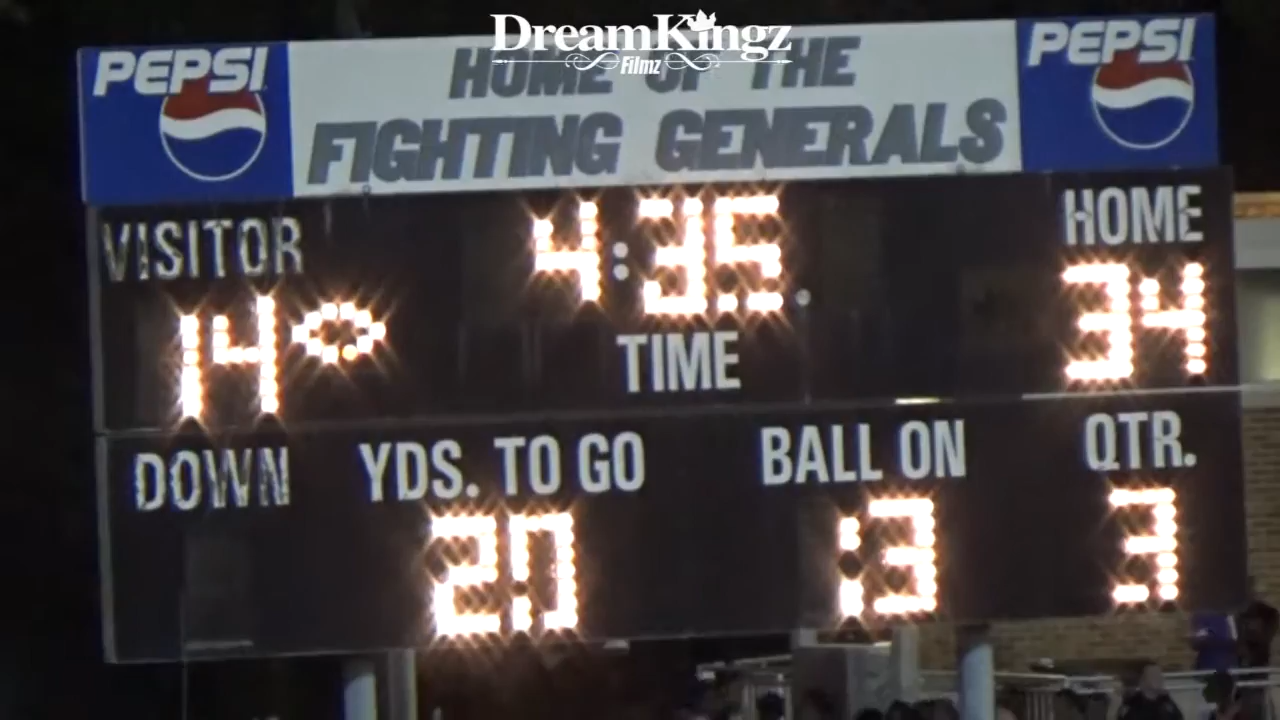 DreamKingz
Filmz
PEPSI
HOME OF THE
FIGHTING GENERALS
PEPSI
VISITOR
4:35
HOME
14
TIME
34
DOWN
YDS. TO GO
BALL ON
QTR.
20
13
3